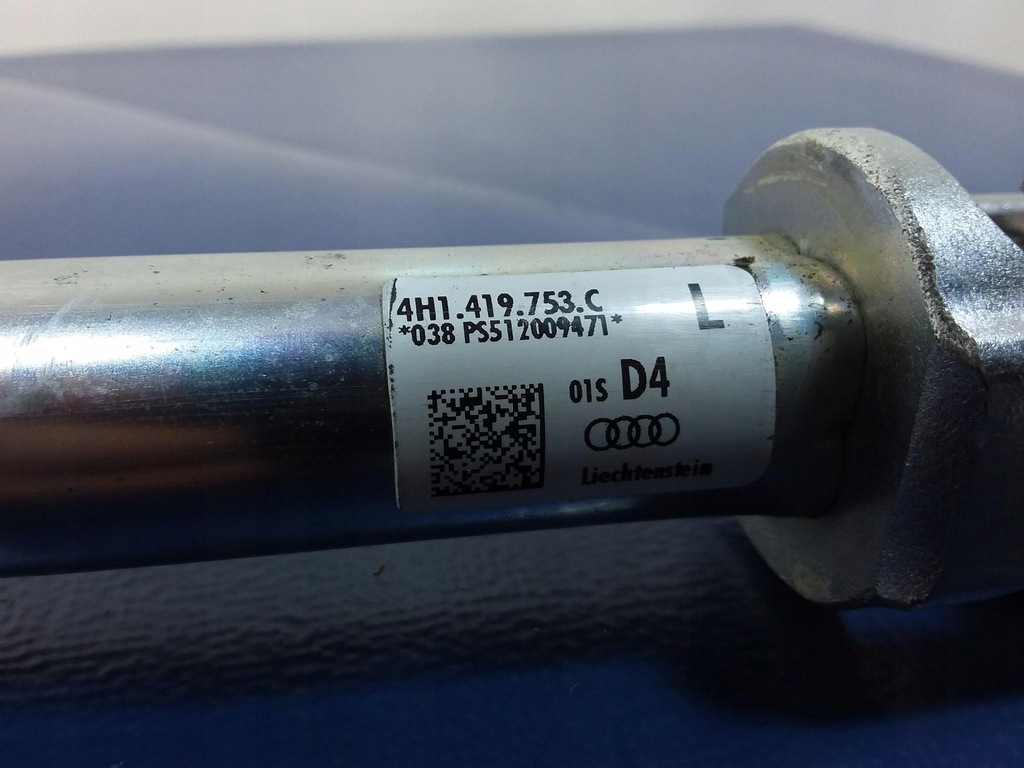 4H1.419.753.C L
*038 PS512009471*
01S D4
Liechtenstein